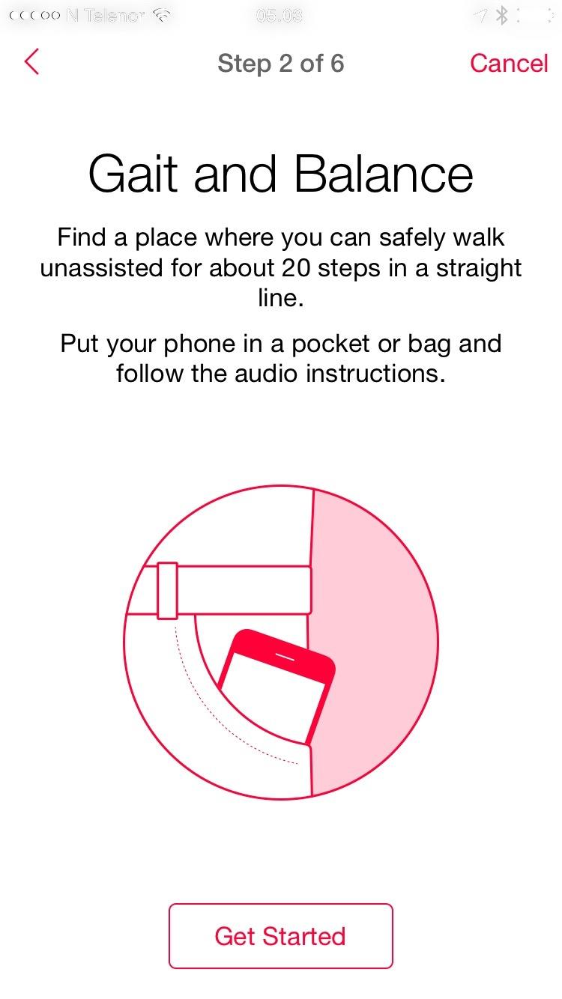 N Telenor
05.03
Step 2 of 6
Cancel
Gait and Balance
Find a place where you can safely walk
unassisted for about 20 steps in a straight
line.
Put your phone in a pocket or bag and
follow the audio instructions.
Get Started